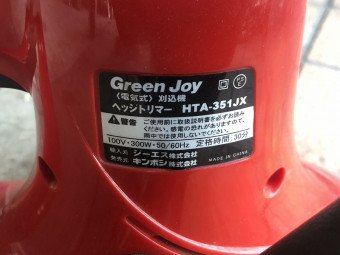 Green Joy
〈電気式〉刈込機
ヘッジトリマー HTA-351JX
警告 ご使用前に取扱説明書を必ずお読み
ください。感電の恐れがありますので、
雨中では使用しないでください。
100V・300W・50/60Hz 定格時間 30分
輸入元 シーエス株式会社
発売元 キンボシ株式会社 MADE IN CHINA